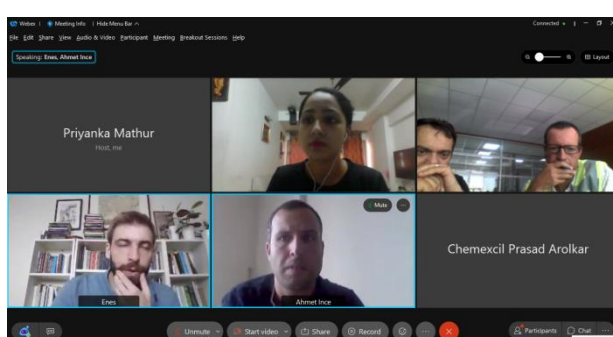 Webex
Meeting Info
Hide Menu Bar
Connected
File Edit Share View Audio & Video Participant Meeting Breakout Sessions Help
Speaking: Enes, Ahmet Ince
Layout
Priyanka Mathur
Host, me
Mute
Enes
Ahmet Ince
Chemexcil Prasad Arolkar
Unmute
Start video
Share
Record
Participants
Chat